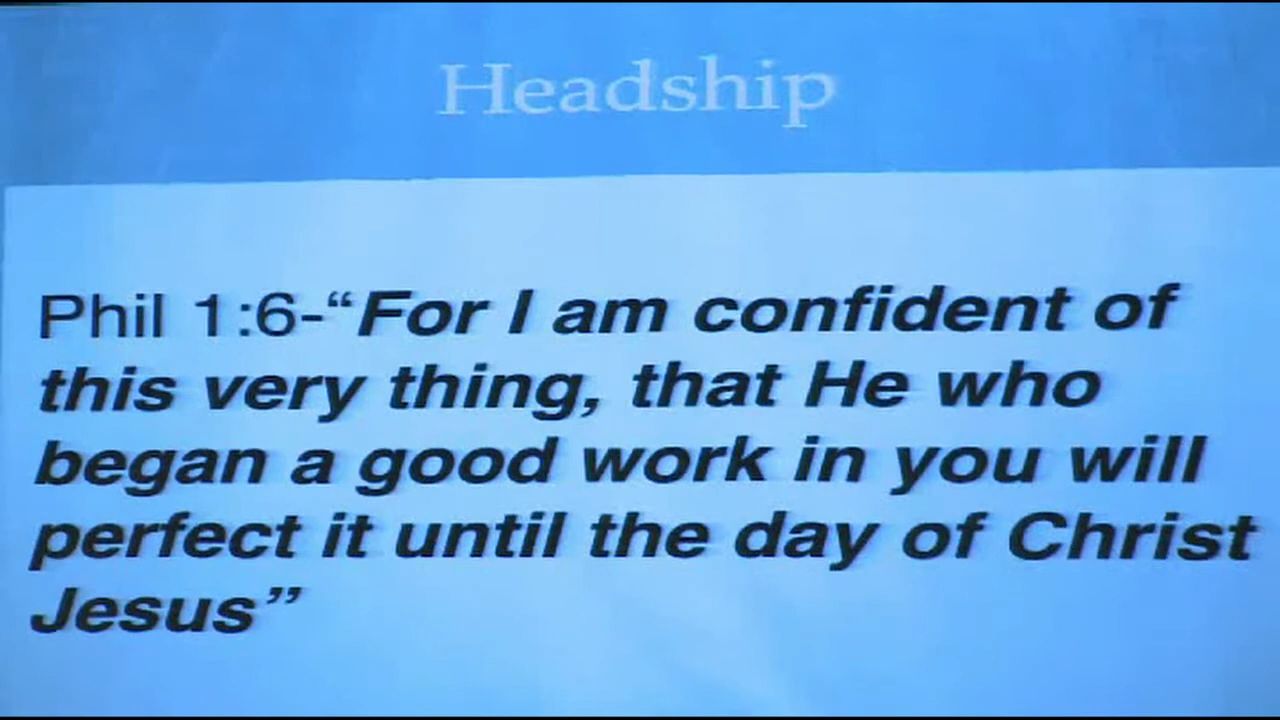 Headship
Phil 1:6-“For I am confident of
this very thing, that He who
began a good work in you will
perfect it until the day of Christ
Jesus”